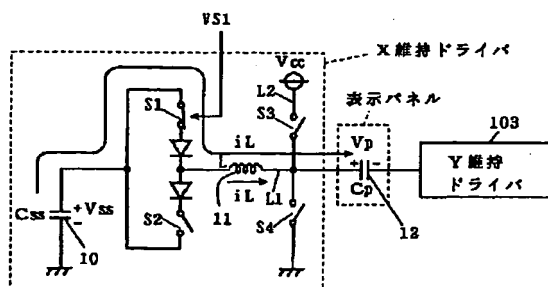 VS1
X維持ドライバ
Vcc
L2
S1
S3
表示パネル
103
iL
Vp
+ -
Y維持
ドライバ
Css
+
Vss
-
iL
L1
Cp
10
S2
11
S4
12